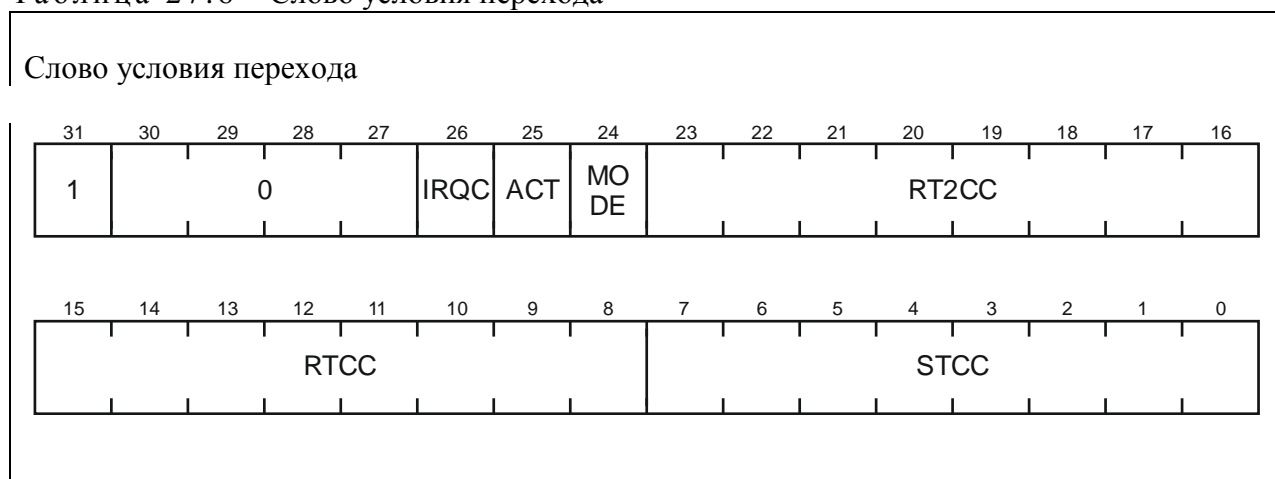 Слово условия перехода
31 30 29 28 27 26 25 24 23 22 21 20 19 18 17 16
1 0 IRQC ACT MO DE RT2CC
15 14 13 12 11 10 9 8 7 6 5 4 3 2 1 0
RTCC STCC